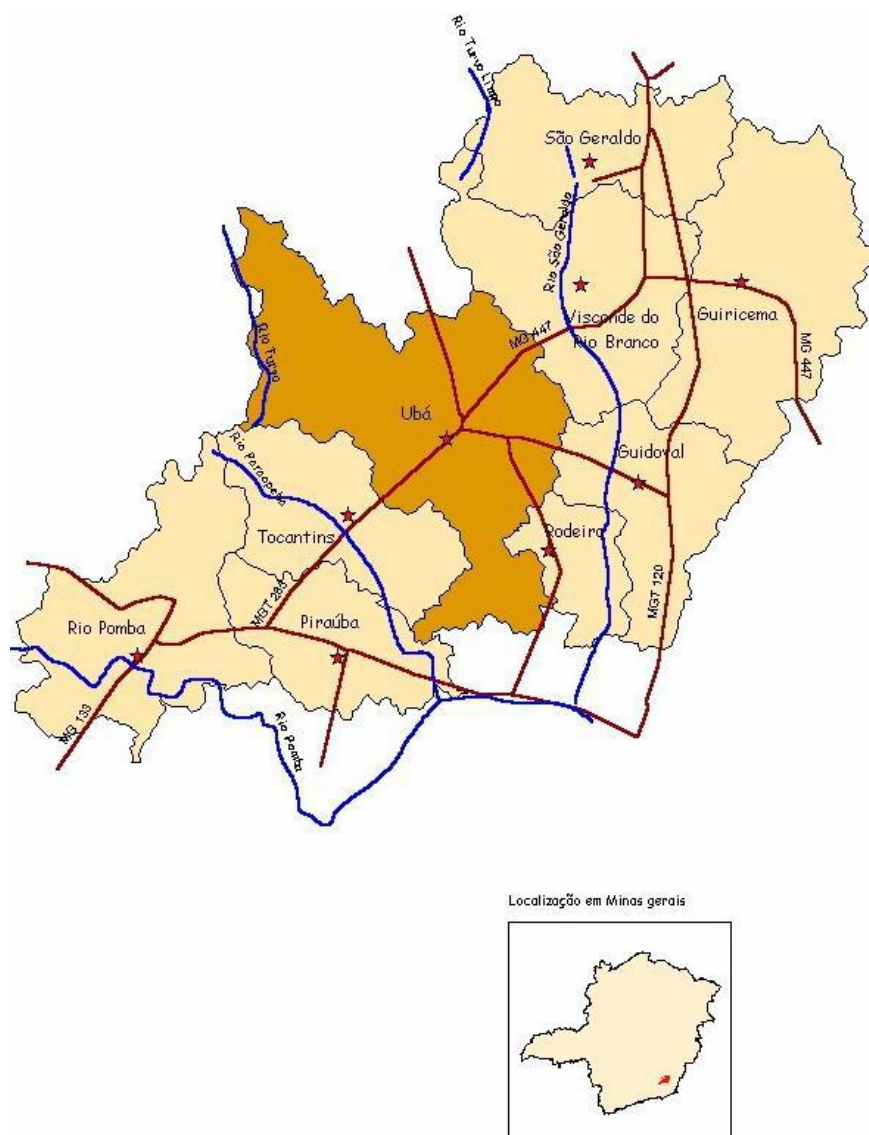 Rio Turvo Limpo
São Geraldo
Rio São Geraldo
Visconde do
Rio Branco
Guiricema
MG 447
MG 447
Rio Turvo
Ubá
Rio Paraopeba
Guidoval
Tocantins
Rodeiro
MGT 265
MGT 120
Rio Pomba
Piraúba
MG 133
Rio Pomba
Localização em Minas gerais